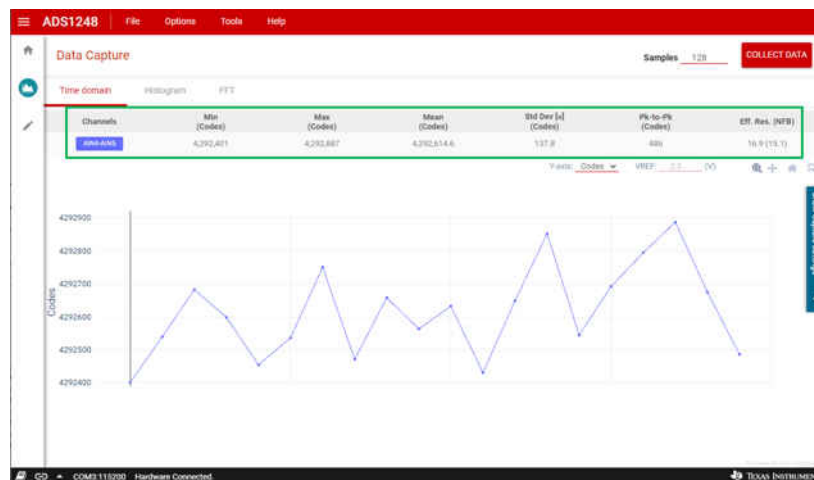 ADS1248 File Options Tools Help
Data Capture
Samples 128 COLLECT DATA
Time domain Histogram FFT
Channels Min (Codes) Max (Codes) Mean (Codes) Std Dev [σ] (Codes) Pk-to-Pk (Codes) Eff. Res. (NFB)
4,292,401 4,292,887 4,292,614.6 137.8 486 16.9 (15.1)
Y-axis: Codes VREF: (V)
4292900
4292800
4292700
4292600
4292500
4292400
Codes
COM3:115200 Hardware Connected.
TEXAS INSTRUMEN